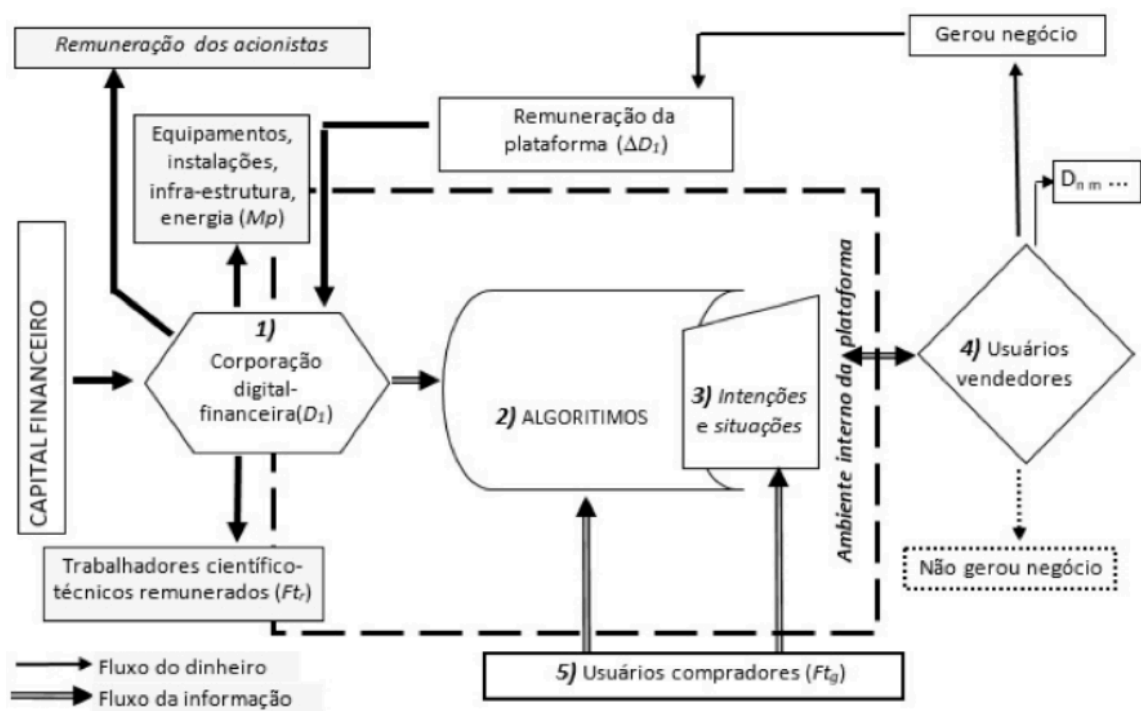 Remuneração dos acionistas
Gerou negócio
Remuneração da
plataforma (ΔD₁)
Equipamentos,
instalações,
infra-estrutura,
energia (Mp)
Dₙ ₘ ...
CAPITAL FINANCEIRO
1)
Corporação
digital-
financeira(D₁)
2) ALGORITIMOS
3) Intenções
e situações
Ambiente interno da plataforma
4) Usuários
vendedores
Trabalhadores científico-
técnicos remunerados (Ftᵣ)
Não gerou negócio
5) Usuários compradores (Ft₉)
Fluxo do dinheiro
Fluxo da informação